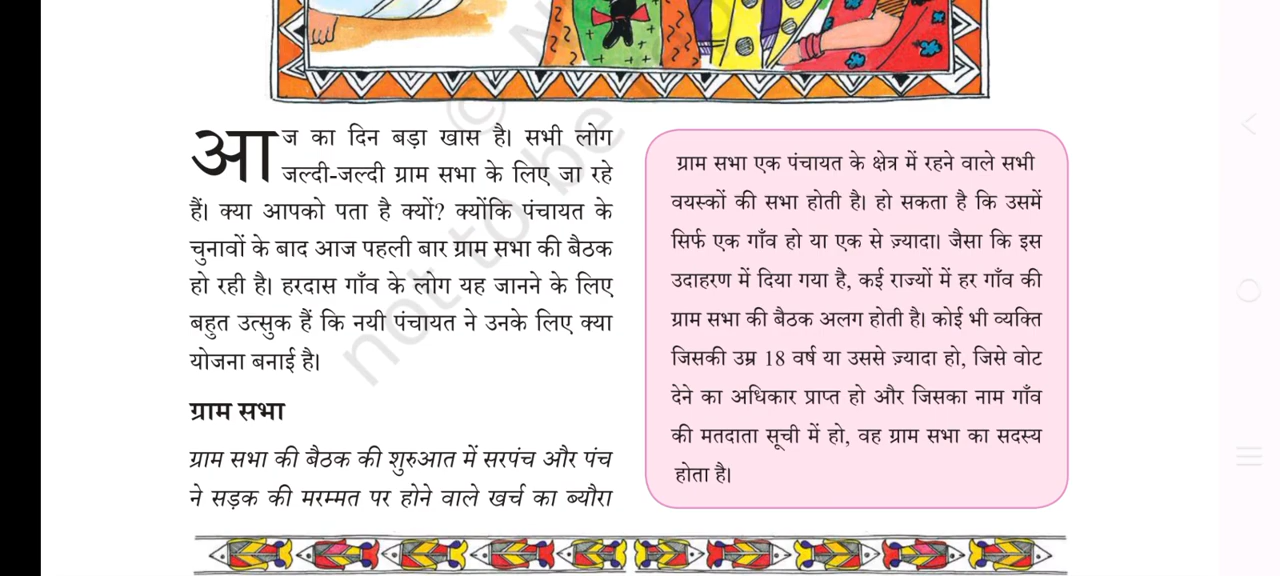 आज का दिन बड़ा खास है। सभी लोग
जल्दी-जल्दी ग्राम सभा के लिए जा रहे
हैं। क्या आपको पता है क्यों? क्योंकि पंचायत के
चुनावों के बाद आज पहली बार ग्राम सभा की बैठक
हो रही है। हरदास गाँव के लोग यह जानने के लिए
बहुत उत्सुक हैं कि नयी पंचायत ने उनके लिए क्या
योजना बनाई है।
ग्राम सभा
ग्राम सभा की बैठक की शुरुआत में सरपंच और पंच
ने सड़क की मरम्मत पर होने वाले खर्च का ब्यौरा
ग्राम सभा एक पंचायत के क्षेत्र में रहने वाले सभी
वयस्कों की सभा होती है। हो सकता है कि उसमें
सिर्फ एक गाँव हो या एक से ज़्यादा। जैसा कि इस
उदाहरण में दिया गया है, कई राज्यों में हर गाँव की
ग्राम सभा की बैठक अलग होती है। कोई भी व्यक्ति
जिसकी उम्र 18 वर्ष या उससे ज़्यादा हो, जिसे वोट
देने का अधिकार प्राप्त हो और जिसका नाम गाँव
की मतदाता सूची में हो, वह ग्राम सभा का सदस्य
होता है।
© N
not to be